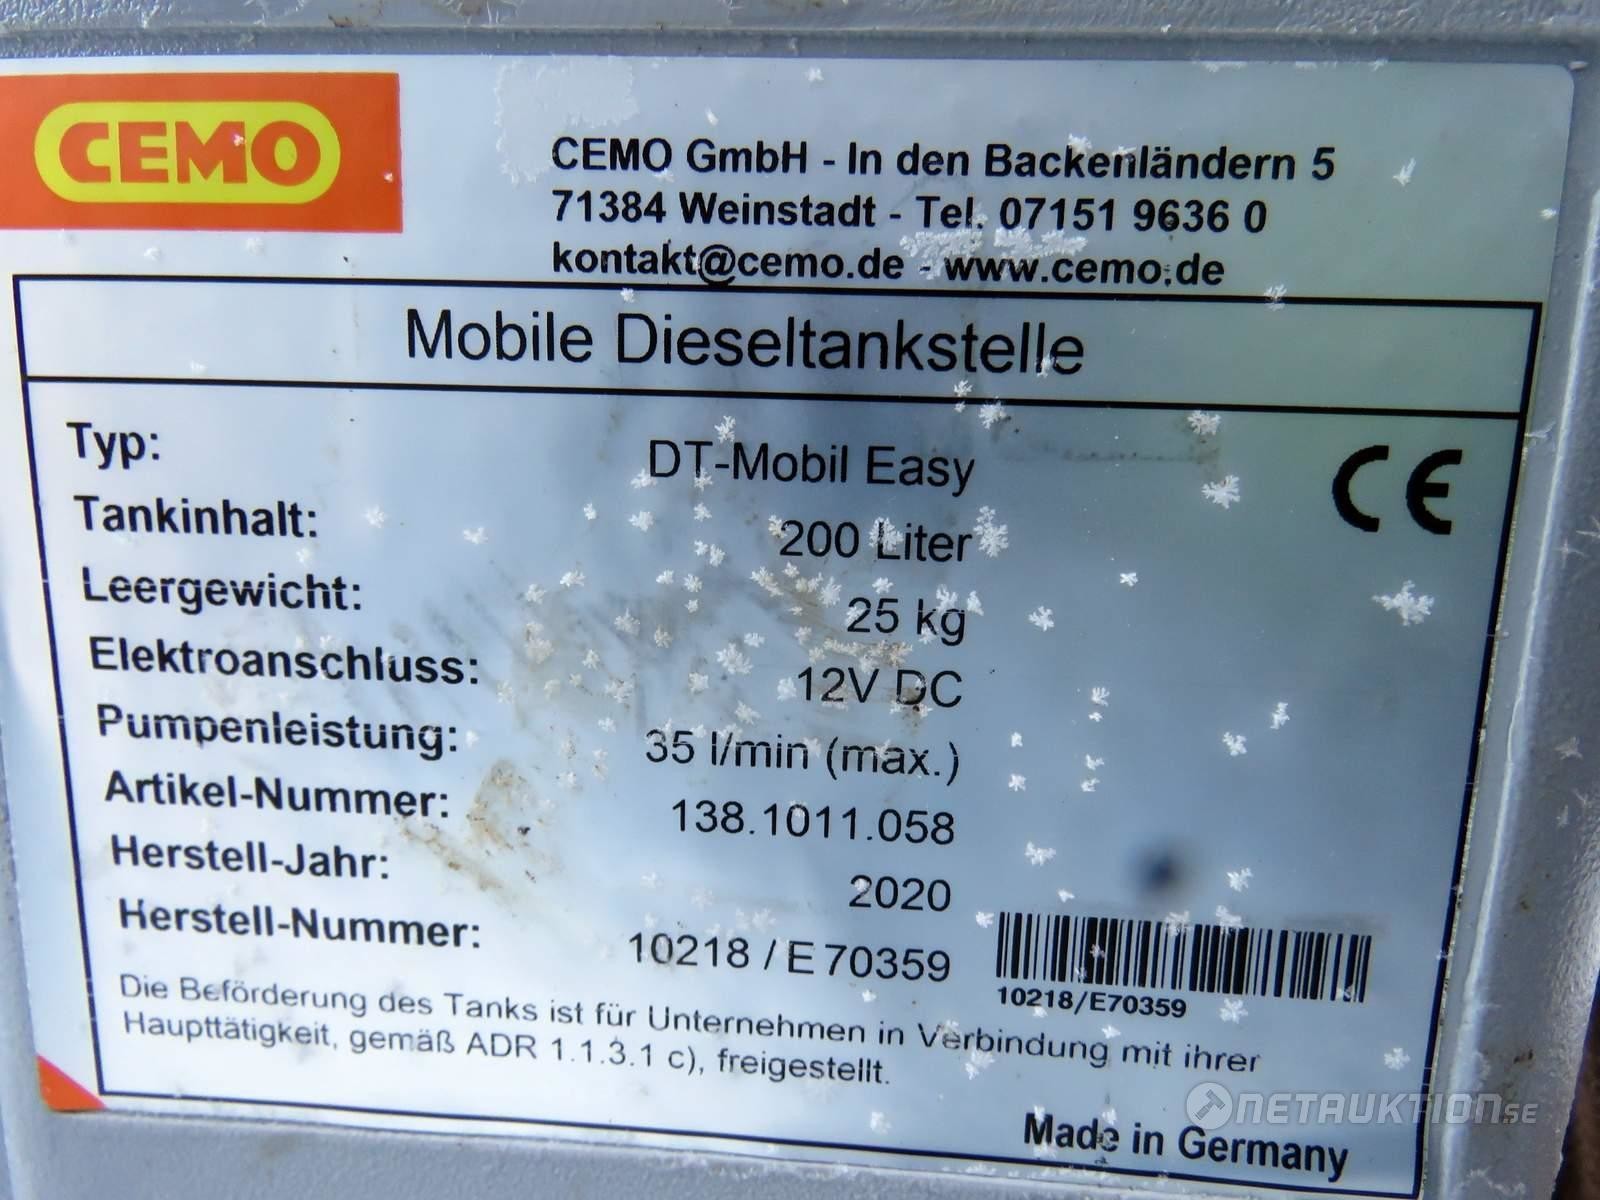 CEMO
CEMO GmbH - In den Backenländern 5
71384 Weinstadt - Tel. 07151 9636 0
kontakt@cemo.de - www.cemo.de
Mobile Dieseltankstelle
Typ: DT-Mobil Easy
CE
Tankinhalt: 200 Liter
Leergewicht: 25 kg
Elektroanschluss: 12V DC
Pumpenleistung: 35 l/min (max.)
Artikel-Nummer: 138.1011.058
Herstell-Jahr: 2020
Herstell-Nummer: 10218 / E 70359
10218/E70359
Die Beförderung des Tanks ist für Unternehmen in Verbindung mit ihrer
Haupttätigkeit, gemäß ADR 1.1.3.1 c), freigestellt.
Made in Germany
NETAUKTION.SE